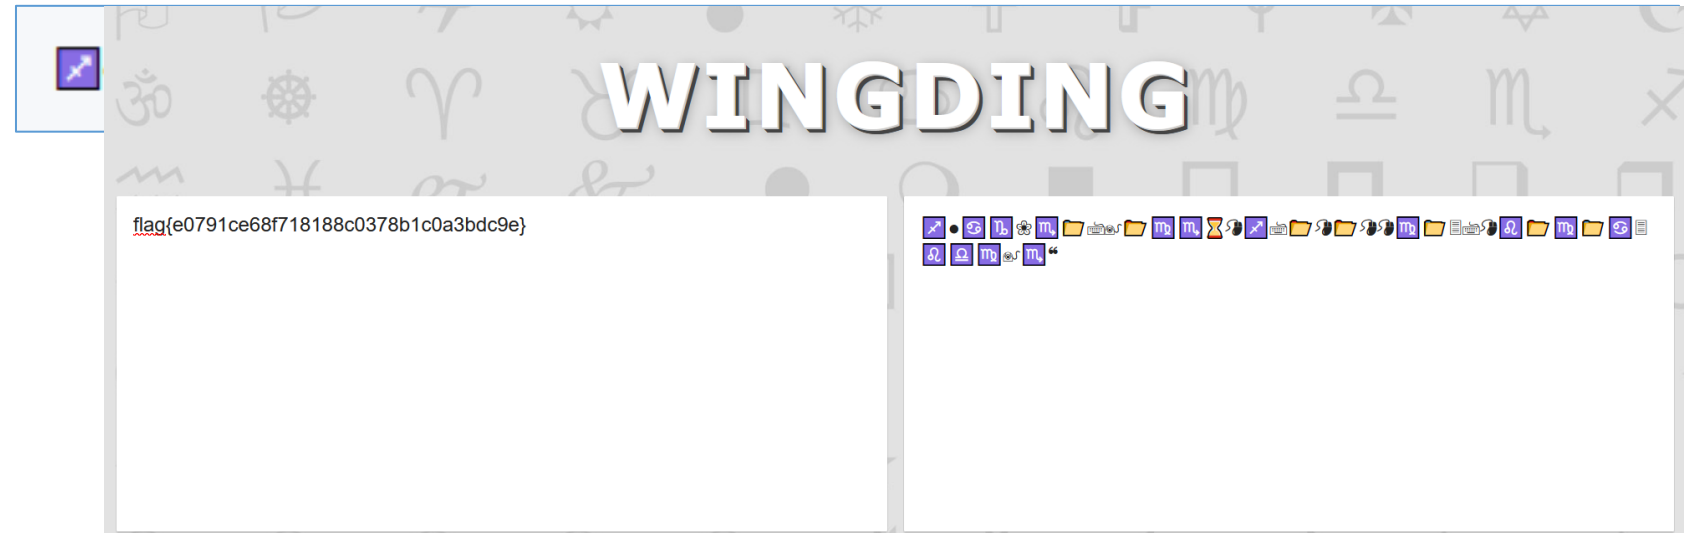 WINGDING
flag{e0791ce68f718188c0378b1c0a3bdc9e}
♐●♋♑❀♏📁🖮🖲📂♍♏⌛🖰♐🖮📂🖰📂🖰🖰♍📁🗏🖮🖰♌📂♍📁♋🗏
♌♎♍🖲♏❝